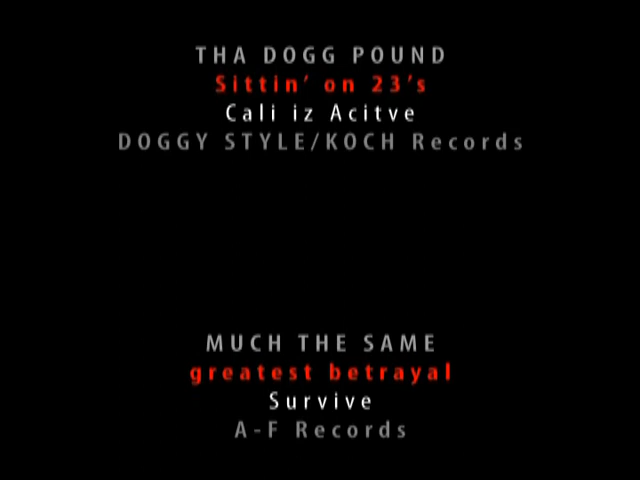 THA DOGG POUND
Sittin' on 23's
Cali iz Acitve
DOGGY STYLE/KOCH Records
MUCH THE SAME
greatest betrayal
Survive
A-F Records